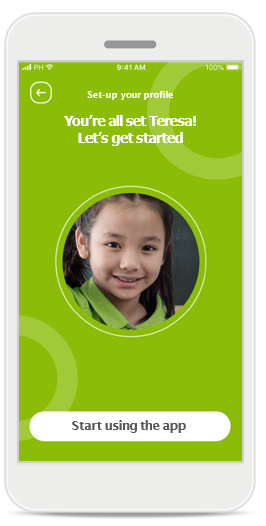 PH 9:41 AM 100%
Set-up your profile
You're all set Teresa!
Let's get started
Start using the app